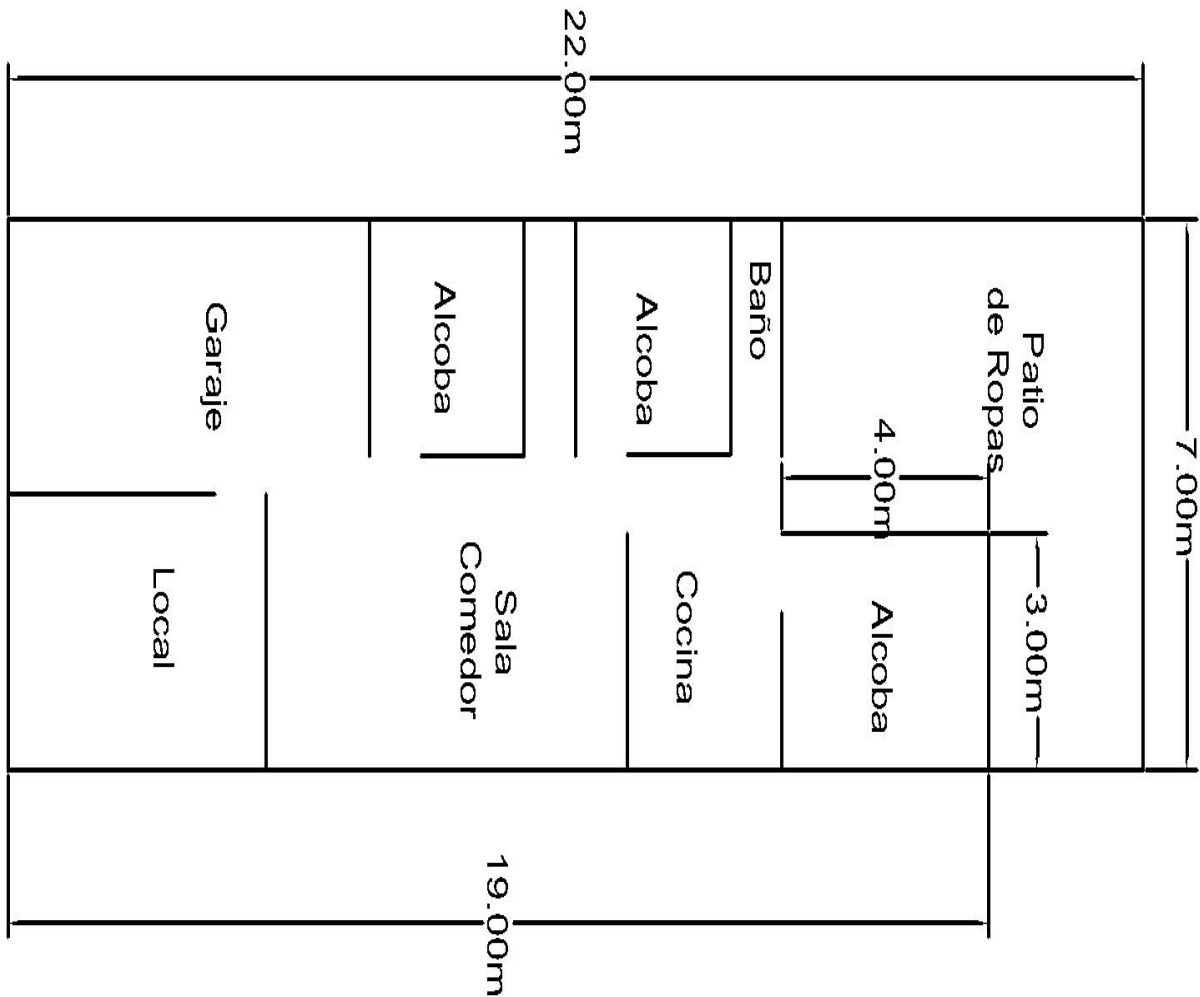 22.00m
7.00m
Patio
de Ropas
4.00m
3.00m
Baño
Alcoba
Alcoba
Alcoba
Cocina
Sala
Comedor
Garaje
Local
19.00m